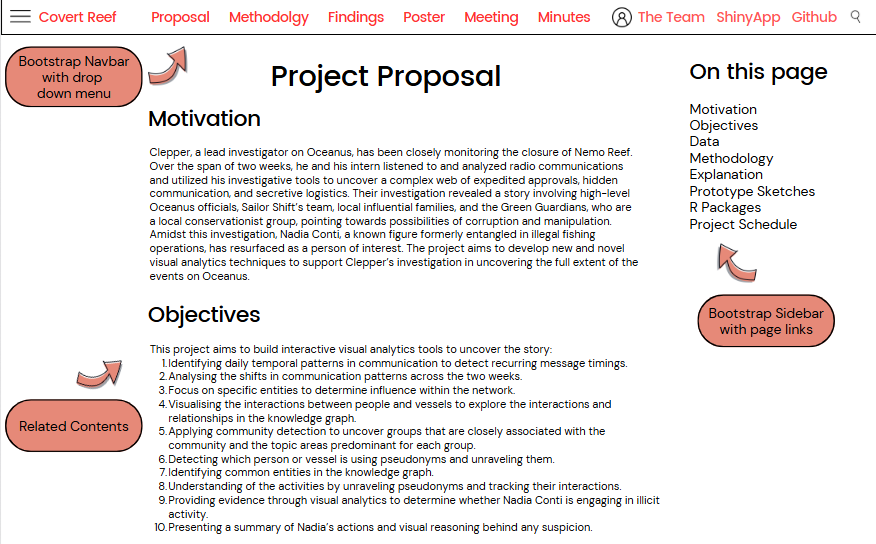 Covert Reef Proposal Methodolgy Findings Poster Meeting Minutes The Team ShinyApp Github
Bootstrap Navbar
with drop
down menu
Project Proposal
Motivation
Clepper, a lead investigator on Oceanus, has been closely monitoring the closure of Nemo Reef.
Over the span of two weeks, he and his intern listened to and analyzed radio communications
and utilized his investigative tools to uncover a complex web of expedited approvals, hidden
communication, and secretive logistics. Their investigation revealed a story involving high-level
Oceanus officials, Sailor Shift's team, local influential families, and the Green Guardians, who are
a local conservationist group, pointing towards possibilities of corruption and manipulation.
Amidst this investigation, Nadia Conti, a known figure formerly entangled in illegal fishing
operations, has resurfaced as a person of interest. The project aims to develop new and novel
visual analytics techniques to support Clepper's investigation in uncovering the full extent of the
events on Oceanus.
Objectives
This project aims to build interactive visual analytics tools to uncover the story:
1. Identifying daily temporal patterns in communication to detect recurring message timings.
2. Analysing the shifts in communication patterns across the two weeks.
3. Focus on specific entities to determine influence within the network.
4. Visualising the interactions between people and vessels to explore the interactions and
relationships in the knowledge graph.
5. Applying community detection to uncover groups that are closely associated with the
community and the topic areas predominant for each group.
6. Detecting which person or vessel is using pseudonyms and unraveling them.
7. Identifying common entities in the knowledge graph.
8. Understanding of the activities by unraveling pseudonyms and tracking their interactions.
9. Providing evidence through visual analytics to determine whether Nadia Conti is engaging in illicit
activity.
10. Presenting a summary of Nadia's actions and visual reasoning behind any suspicion.
Related Contents
On this page
Motivation
Objectives
Data
Methodology
Explanation
Prototype Sketches
R Packages
Project Schedule
Bootstrap Sidebar
with page links